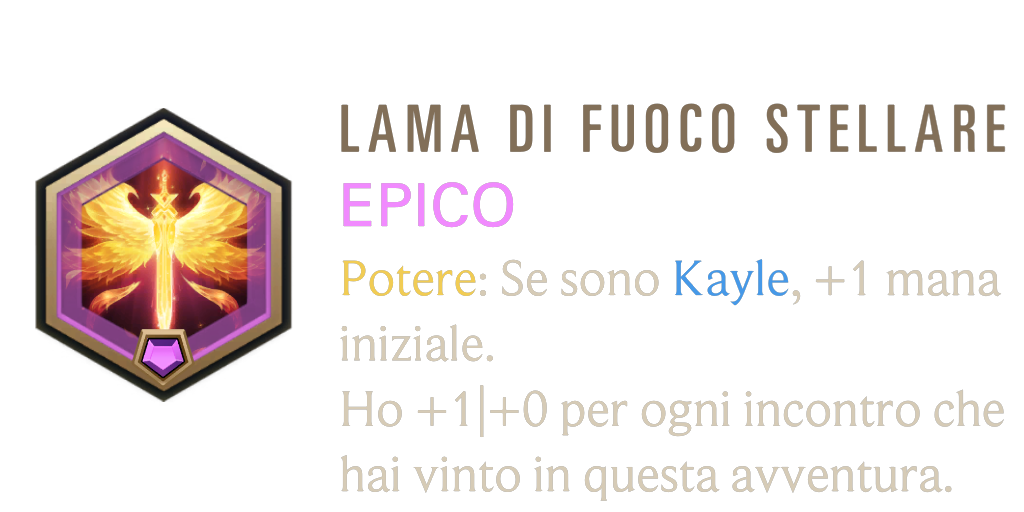 LAMA DI FUOCO STELLARE
EPICO
Potere: Se sono Kayle, +1 mana
iniziale.
Ho +1|+0 per ogni incontro che
hai vinto in questa avventura.